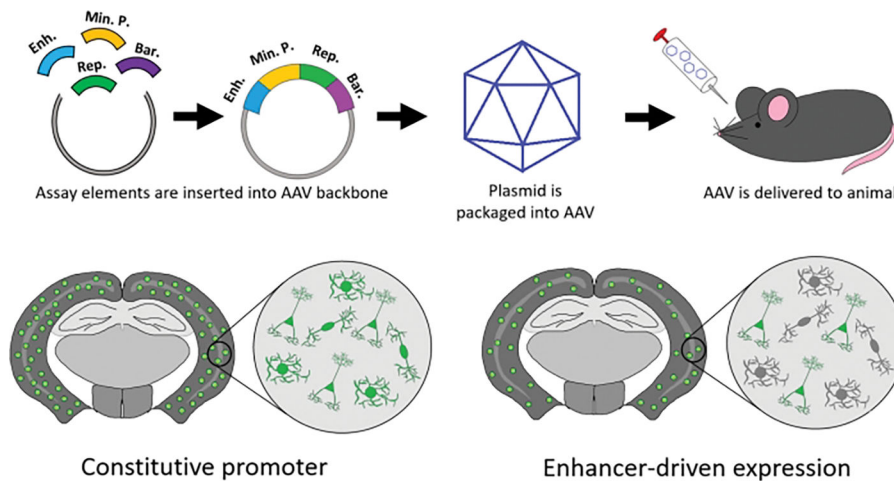 Enh.
Min. P.
Rep.
Bar.
Enh.
Min. P.
Rep.
Bar.
Assay elements are inserted into AAV backbone
Plasmid is
packaged into AAV
AAV is delivered to animal
Constitutive promoter
Enhancer-driven expression